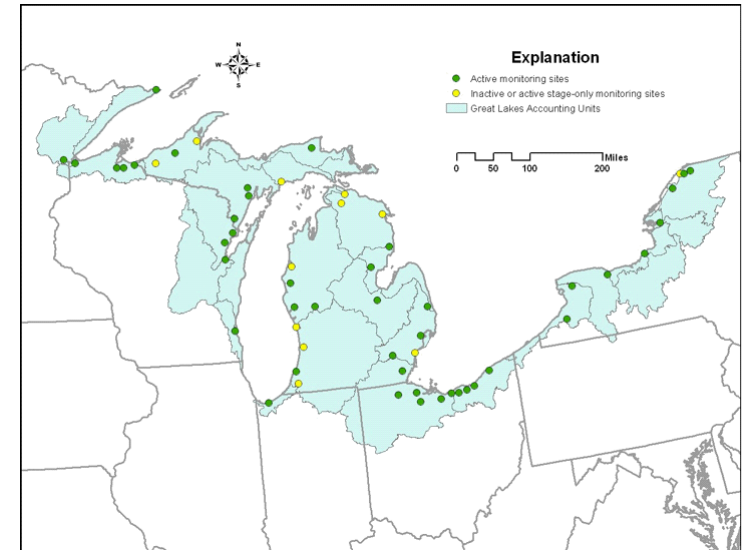 N
W E
S
Explanation
Active monitoring sites
Inactive or active stage-only monitoring sites
Great Lakes Accounting Units
Miles
0 50 100 200